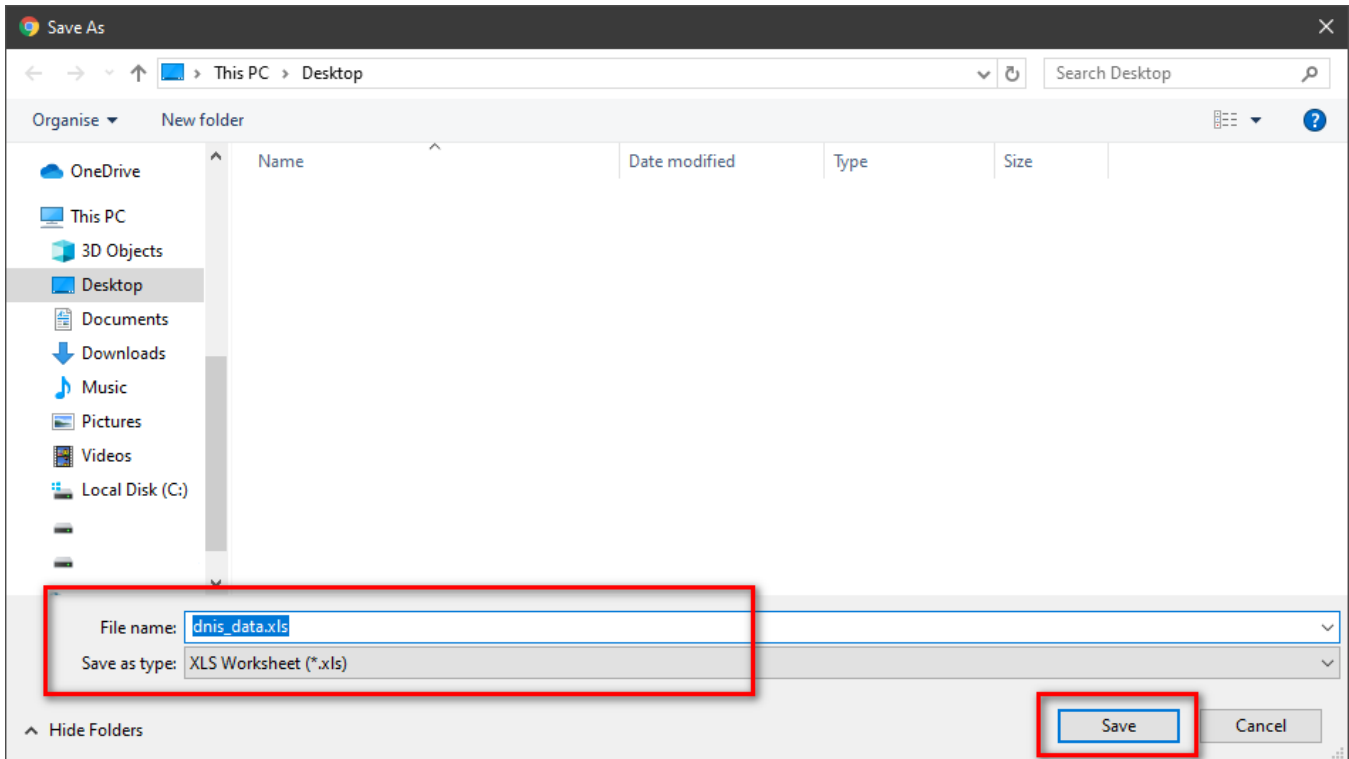 Save As
This PC > Desktop
Search Desktop
Organise
New folder
?
Name
Date modified
Type
Size
OneDrive
This PC
3D Objects
Desktop
Documents
Downloads
Music
Pictures
Videos
Local Disk (C:)
File name: dnis_data.xls
Save as type: XLS Worksheet (*.xls)
Hide Folders
Save
Cancel